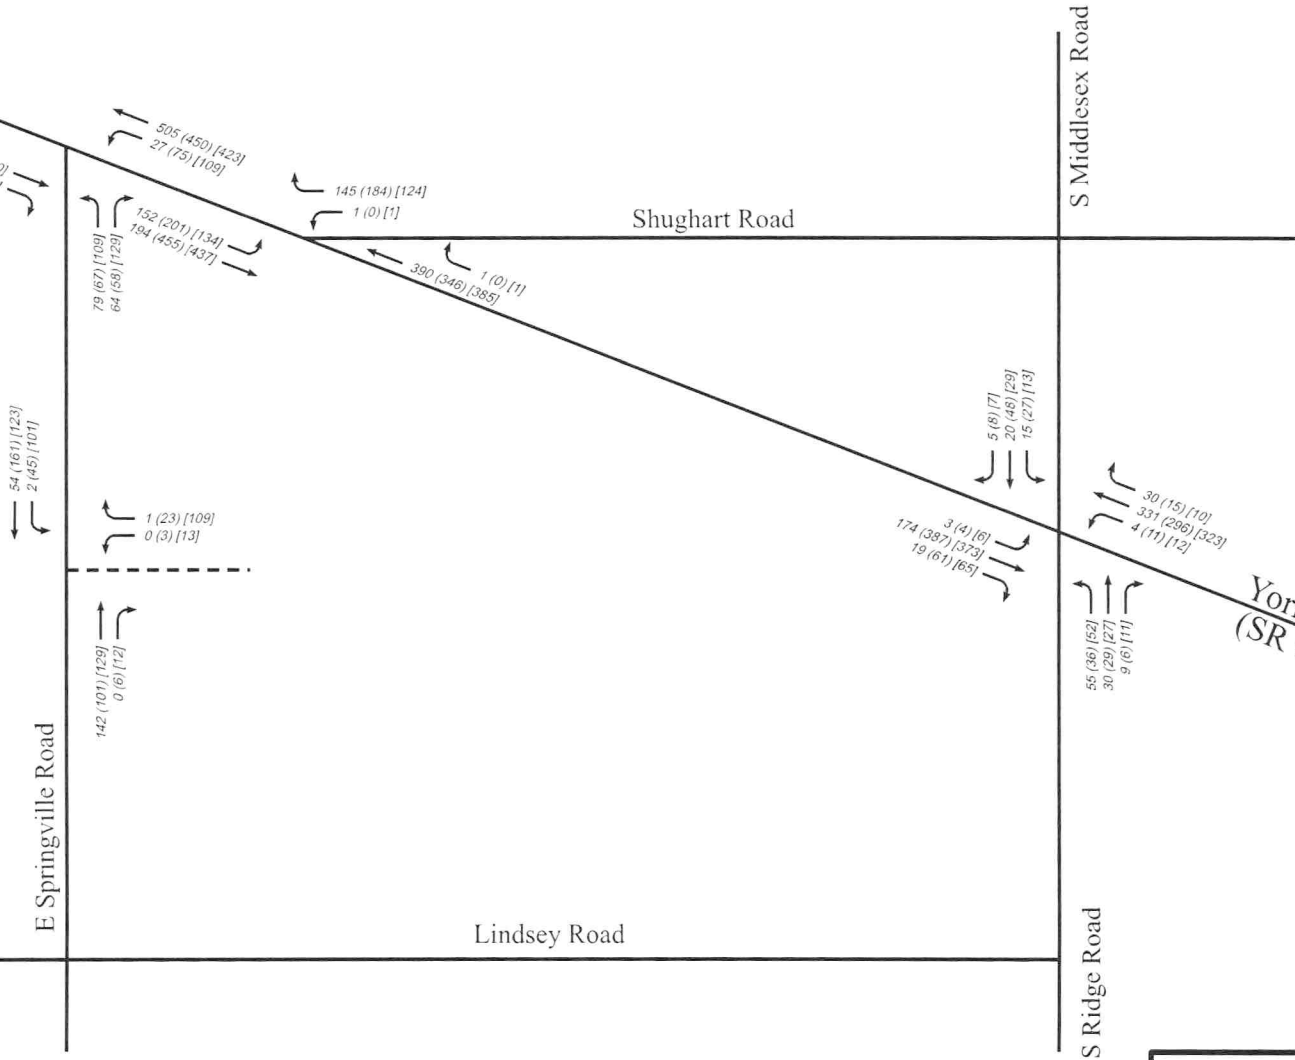 S Middlesex Road
505 (450) [423]
27 (75) [109]
145 (184) [124]
1 (0) [1]
Shughart Road
152 (201) [134]
194 (455) [437]
79 (67) [109]
64 (58) [129]
1 (0) [1]
390 (346) [385]
5 (8) [7]
20 (48) [29]
15 (27) [13]
54 (161) [123]
2 (45) [101]
1 (23) [109]
0 (3) [13]
30 (15) [10]
331 (296) [323]
4 (11) [12]
3 (4) [6]
174 (387) [373]
19 (61) [65]
142 (101) [129]
0 (6) [12]
55 (36) [52]
30 (29) [27]
9 (6) [11]
(SR
E Springville Road
Lindsey Road
S Ridge Road